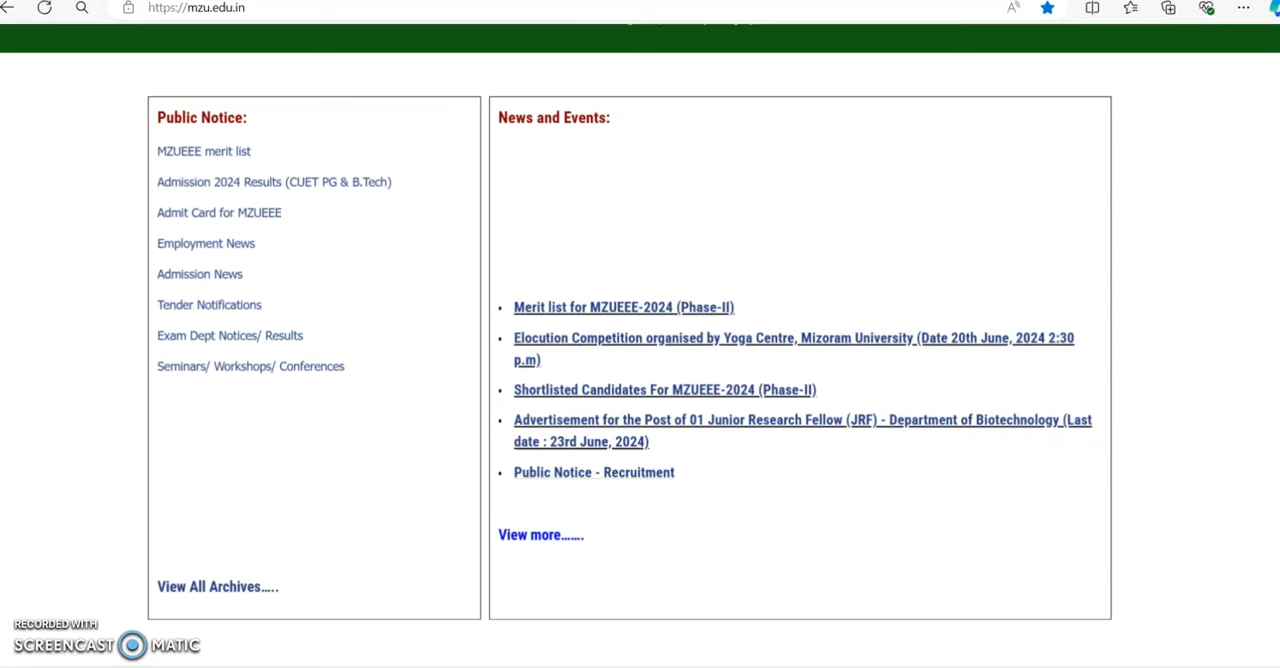 https://mzu.edu.in
Public Notice:
MZUEEE merit list
Admission 2024 Results (CUET PG & B.Tech)
Admit Card for MZUEEE
Employment News
Admission News
Tender Notifications
Exam Dept Notices/ Results
Seminars/ Workshops/ Conferences
View All Archives.....
News and Events:
Merit list for MZUEEE-2024 (Phase-II)
Elocution Competition organised by Yoga Centre, Mizoram University (Date 20th June, 2024 2:30
p.m)
Shortlisted Candidates For MZUEEE-2024 (Phase-II)
Advertisement for the Post of 01 Junior Research Fellow (JRF) - Department of Biotechnology (Last
date : 23rd June, 2024)
Public Notice - Recruitment
View more.......
RECORDED WITH
SCREENCAST MATIC